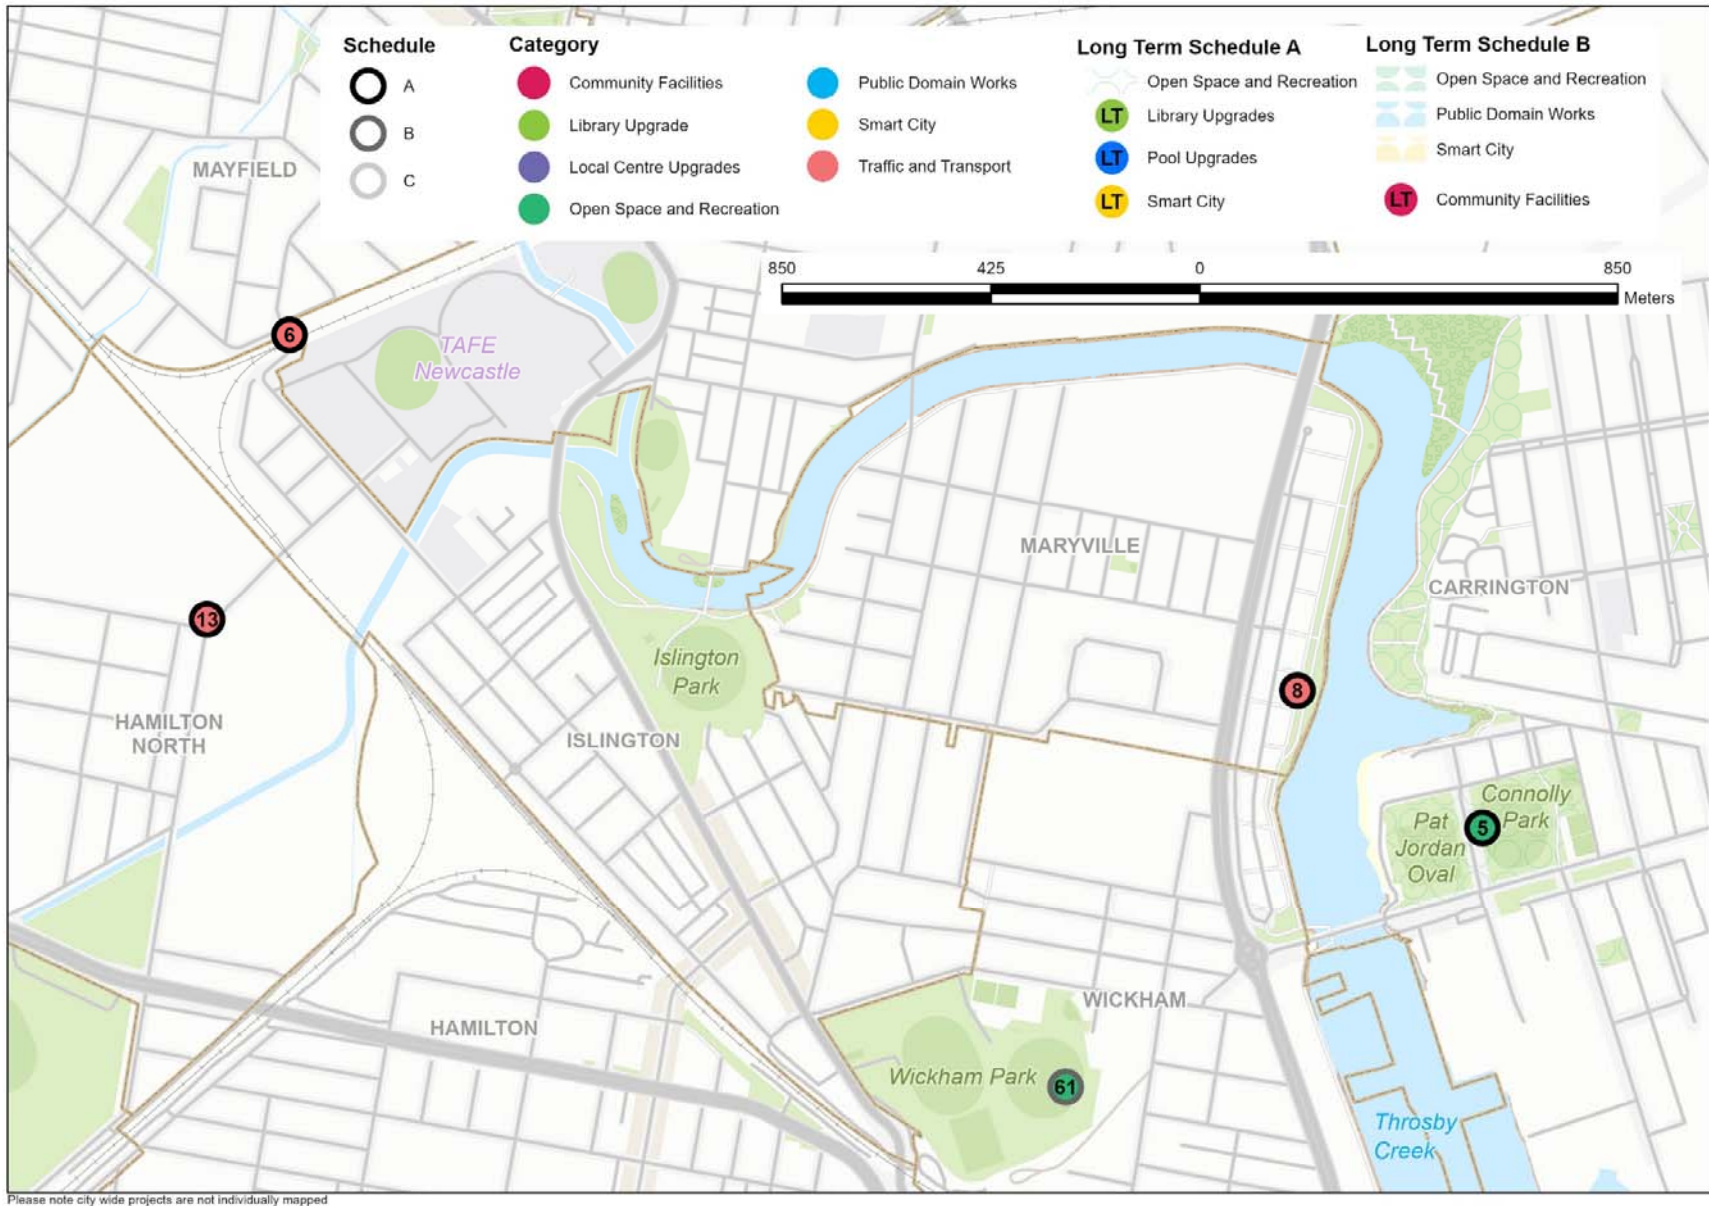 Schedule
A
B
C
Category
Community Facilities
Library Upgrade
Local Centre Upgrades
Open Space and Recreation
Public Domain Works
Smart City
Traffic and Transport
Long Term Schedule A
Open Space and Recreation
LT Library Upgrades
LT Pool Upgrades
LT Smart City
Long Term Schedule B
Open Space and Recreation
Public Domain Works
Smart City
LT Community Facilities
850 425 0 850
Meters
MAYFIELD
6
TAFE
Newcastle
MARYVILLE
CARRINGTON
13
Islington
Park
8
HAMILTON
NORTH
ISLINGTON
Connolly
Park
Pat
Jordan
Oval
5
WICKHAM
HAMILTON
Wickham Park
61
Throsby
Creek
Please note city wide projects are not individually mapped